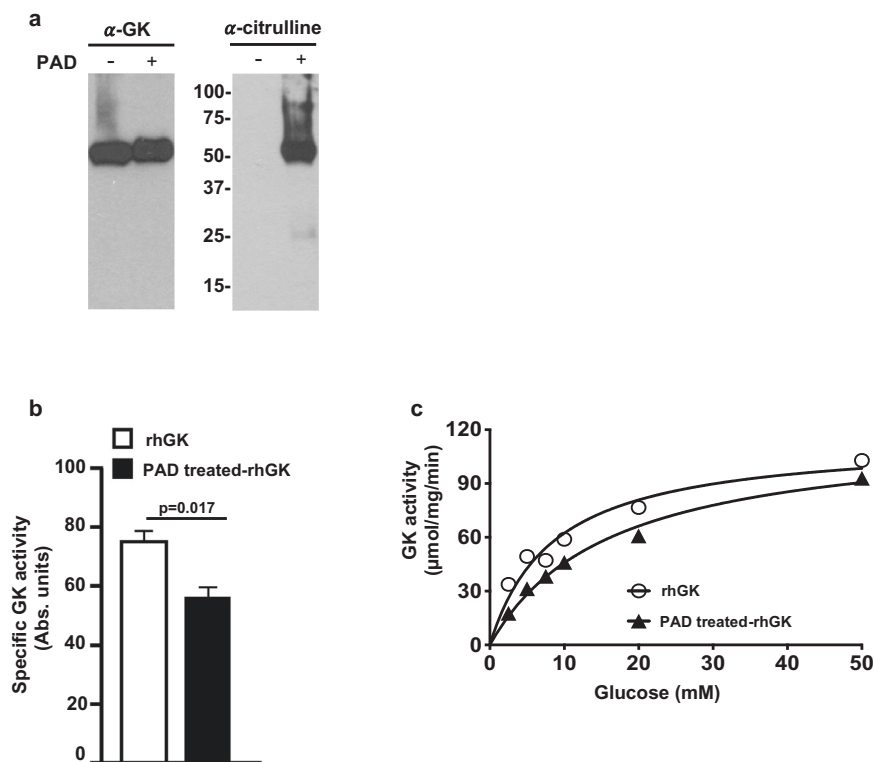 a
α-GK
α-citrulline
PAD - + - +
100-
75-
50-
37-
25-
15-
b
rhGK
PAD treated-rhGK
p=0.017
100
80
60
40
20
0
Specific GK activity
(Abs. units)
c
120
90
60
30
0
GK activity
(µmol/mg/min)
rhGK
PAD treated-rhGK
0 10 20 30 40 50
Glucose (mM)